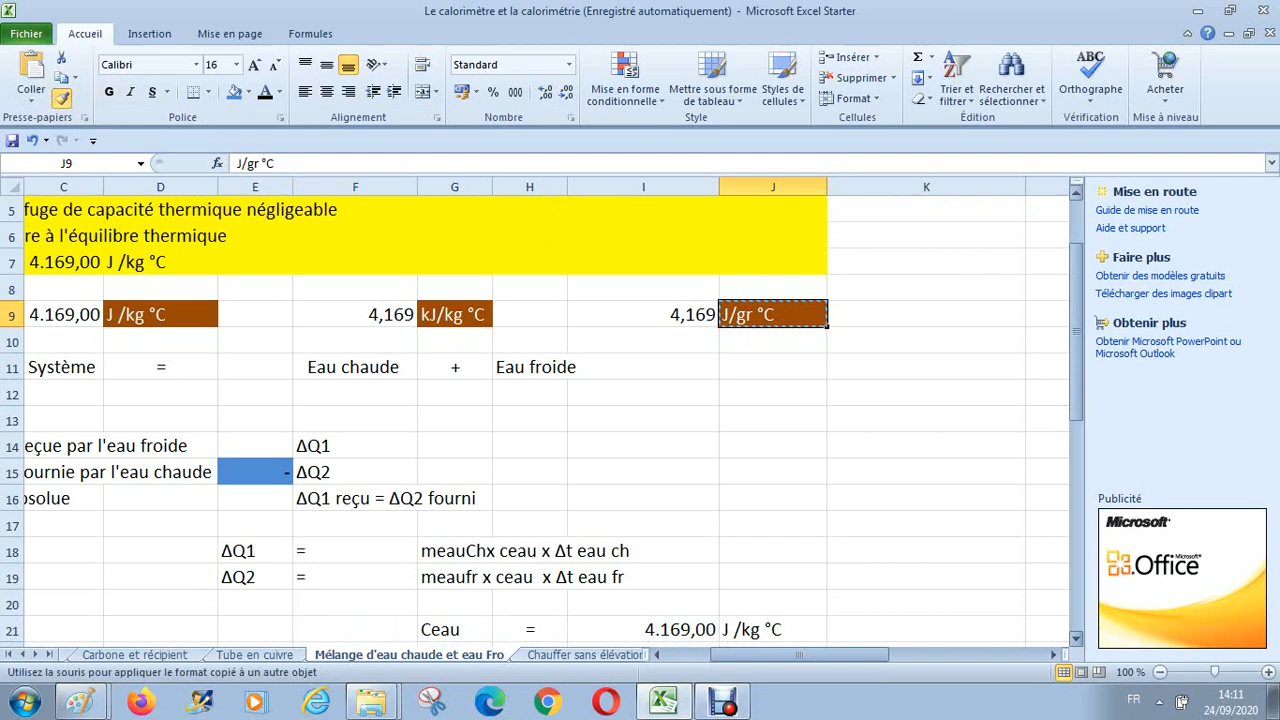 Le calorimètre et la calorimétrie (Enregistré automatiquement) - Microsoft Excel Starter
Fichier Accueil Insertion Mise en page Formules
Coller
Presse-papiers
Calibri 16
G I S
Police
Alignement
Standard
% 000
Nombre
Mise en forme conditionnelle
Mettre sous forme de tableau
Styles de cellules
Style
Insérer
Supprimer
Format
Cellules
Σ
Trier et filtrer
Rechercher et sélectionner
Édition
ABC
Orthographe
Vérification
Acheter
Mise à niveau
J9 fx J/gr °C
C D E F G H I J K
5 fuge de capacité thermique négligeable
6 re à l'équilibre thermique
7 4.169,00 J /kg °C
8
9 4.169,00 J /kg °C 4,169 kJ/kg °C 4,169 J/gr °C
10
11 Système = Eau chaude + Eau froide
12
13
14 eçue par l'eau froide ΔQ1
15 ournie par l'eau chaude - ΔQ2
16 bsolue ΔQ1 reçu = ΔQ2 fourni
17
18 ΔQ1 = meauChx ceau x Δt eau ch
19 ΔQ2 = meaufr x ceau x Δt eau fr
20
21 Ceau = 4.169,00 J /kg °C
Mise en route
Guide de mise en route
Aide et support
Faire plus
Obtenir des modèles gratuits
Télécharger des images clipart
Obtenir plus
Obtenir Microsoft PowerPoint ou
Microsoft Outlook
Publicité
Microsoft
Microsoft
Office
Carbone et récipient Tube en cuivre Mélange d'eau chaude et eau Fro Chauffer sans élévation
Utilisez la souris pour appliquer le format copié à un autre objet 100 %
FR 14:11
24/09/2020